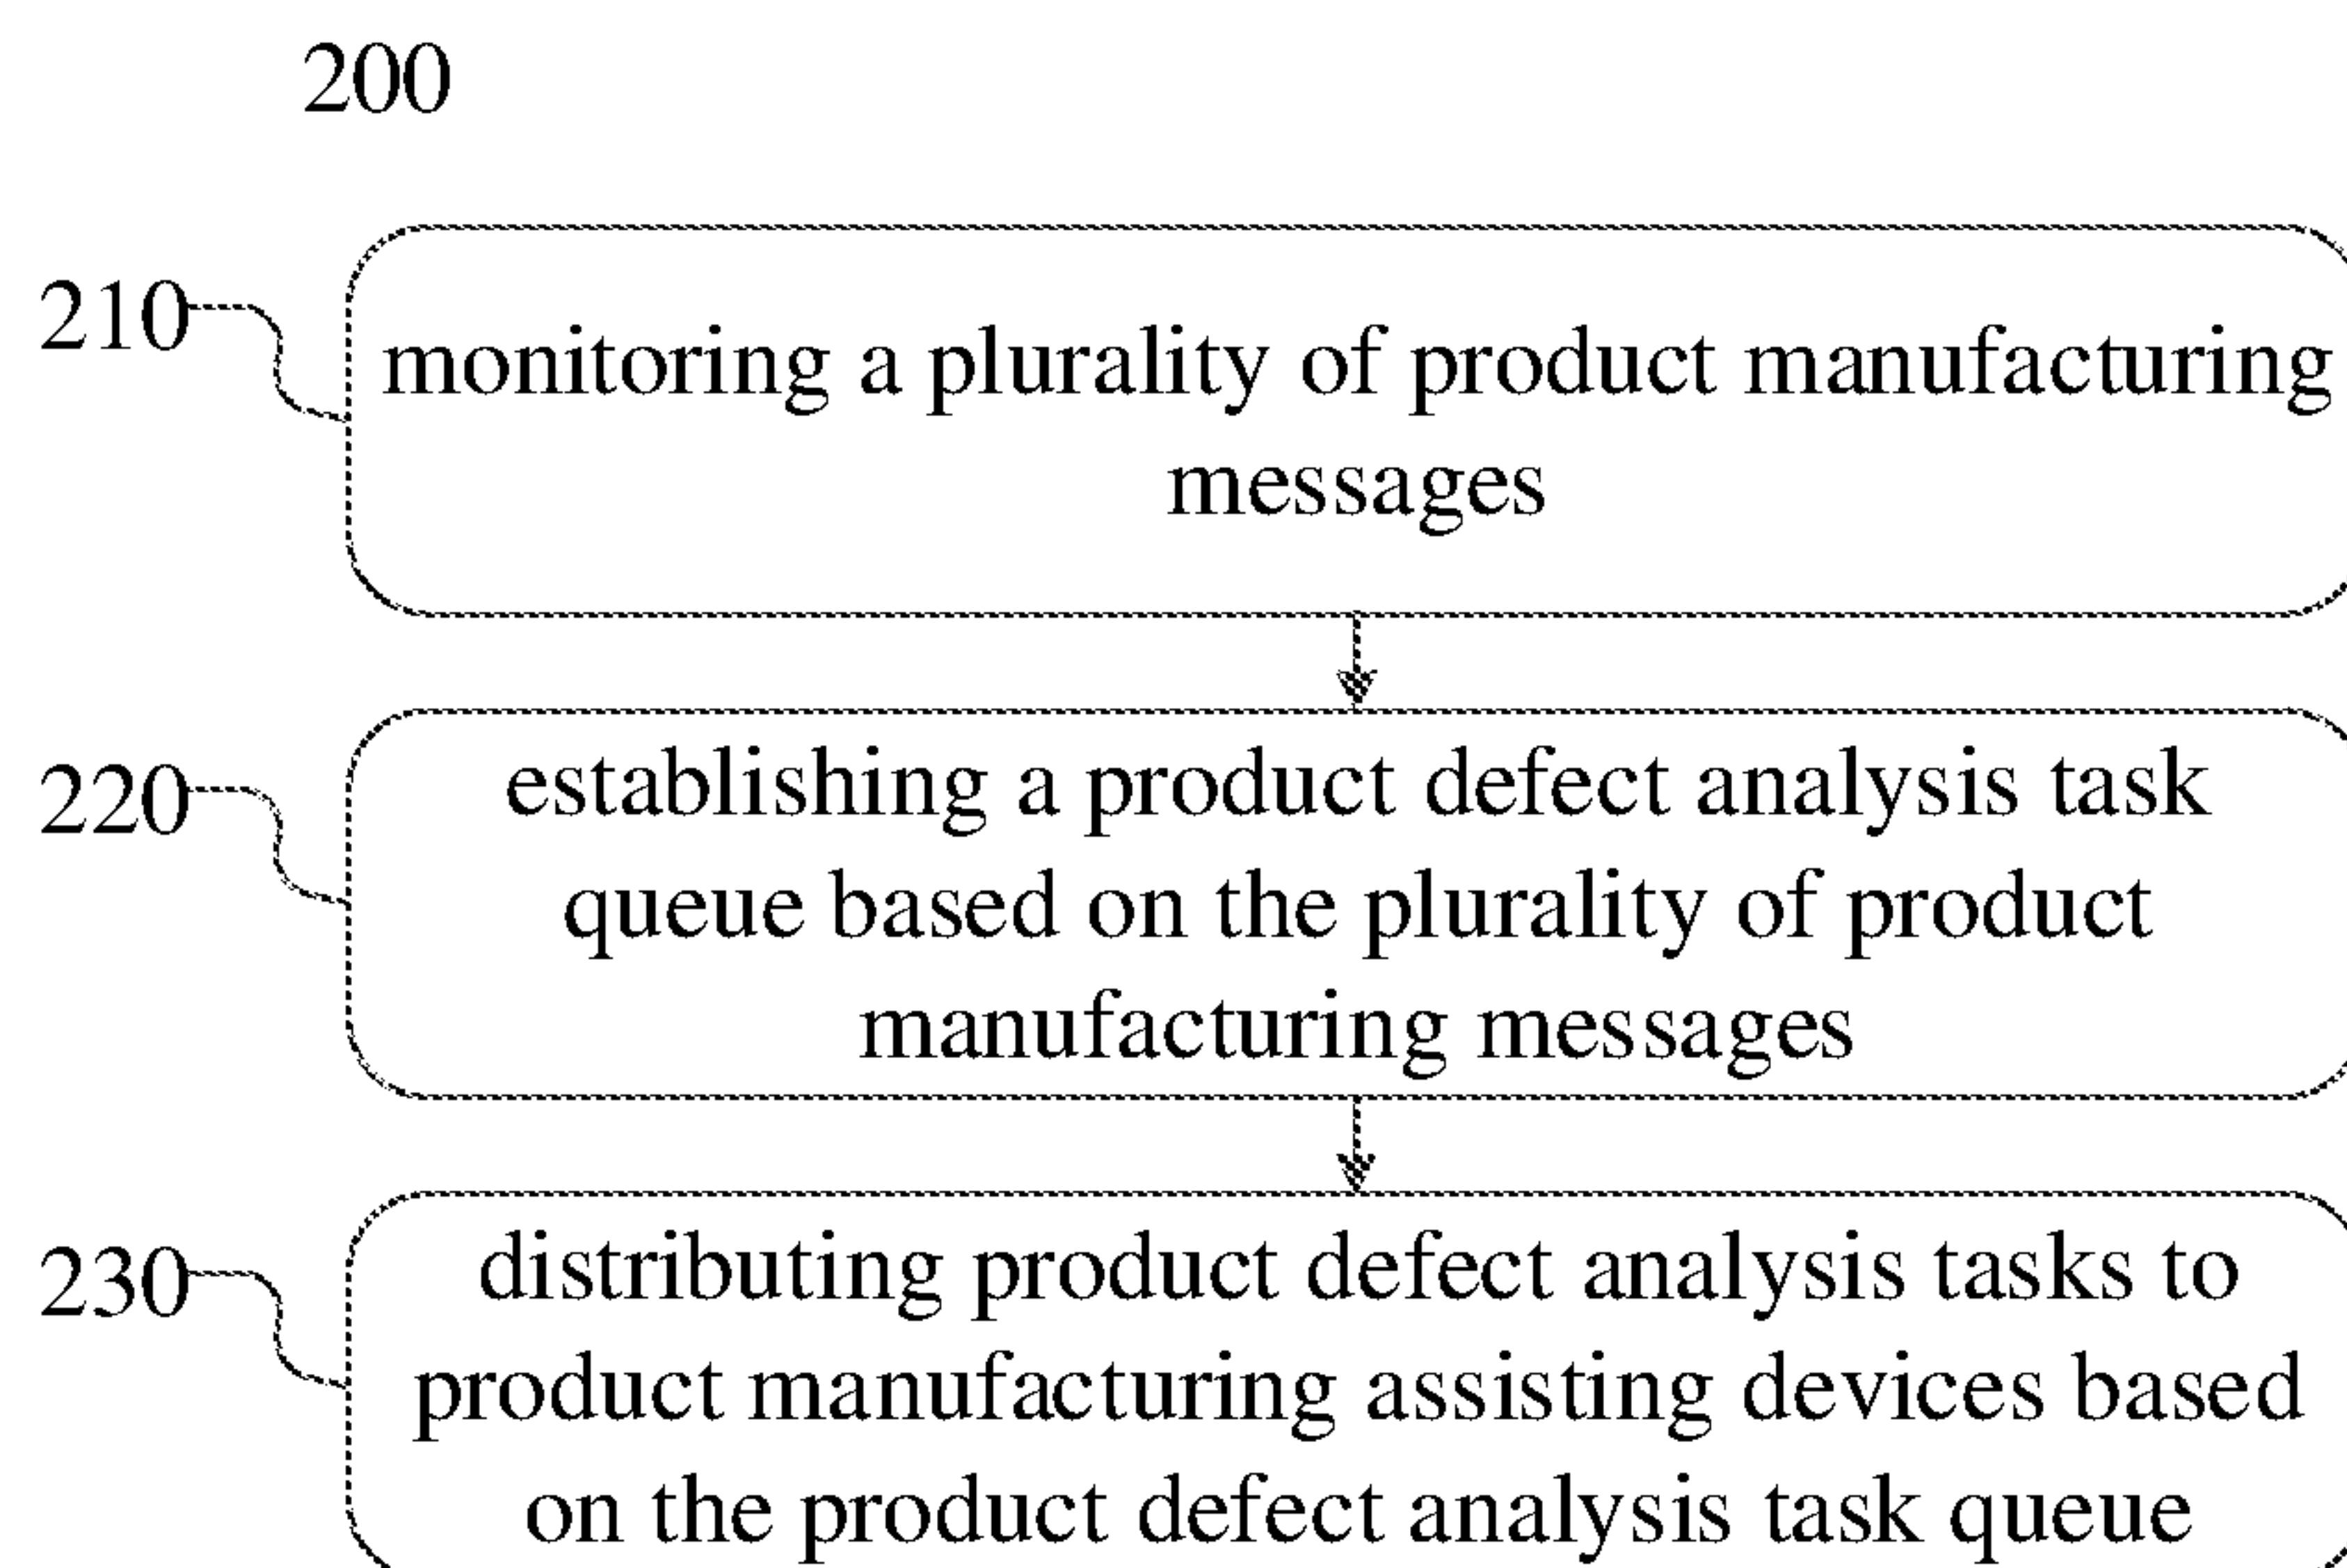 200
210
monitoring a plurality of product manufacturing
messages
220
establishing a product defect analysis task
queue based on the plurality of product
manufacturing messages
230
distributing product defect analysis tasks to
product manufacturing assisting devices based
on the product defect analysis task queue